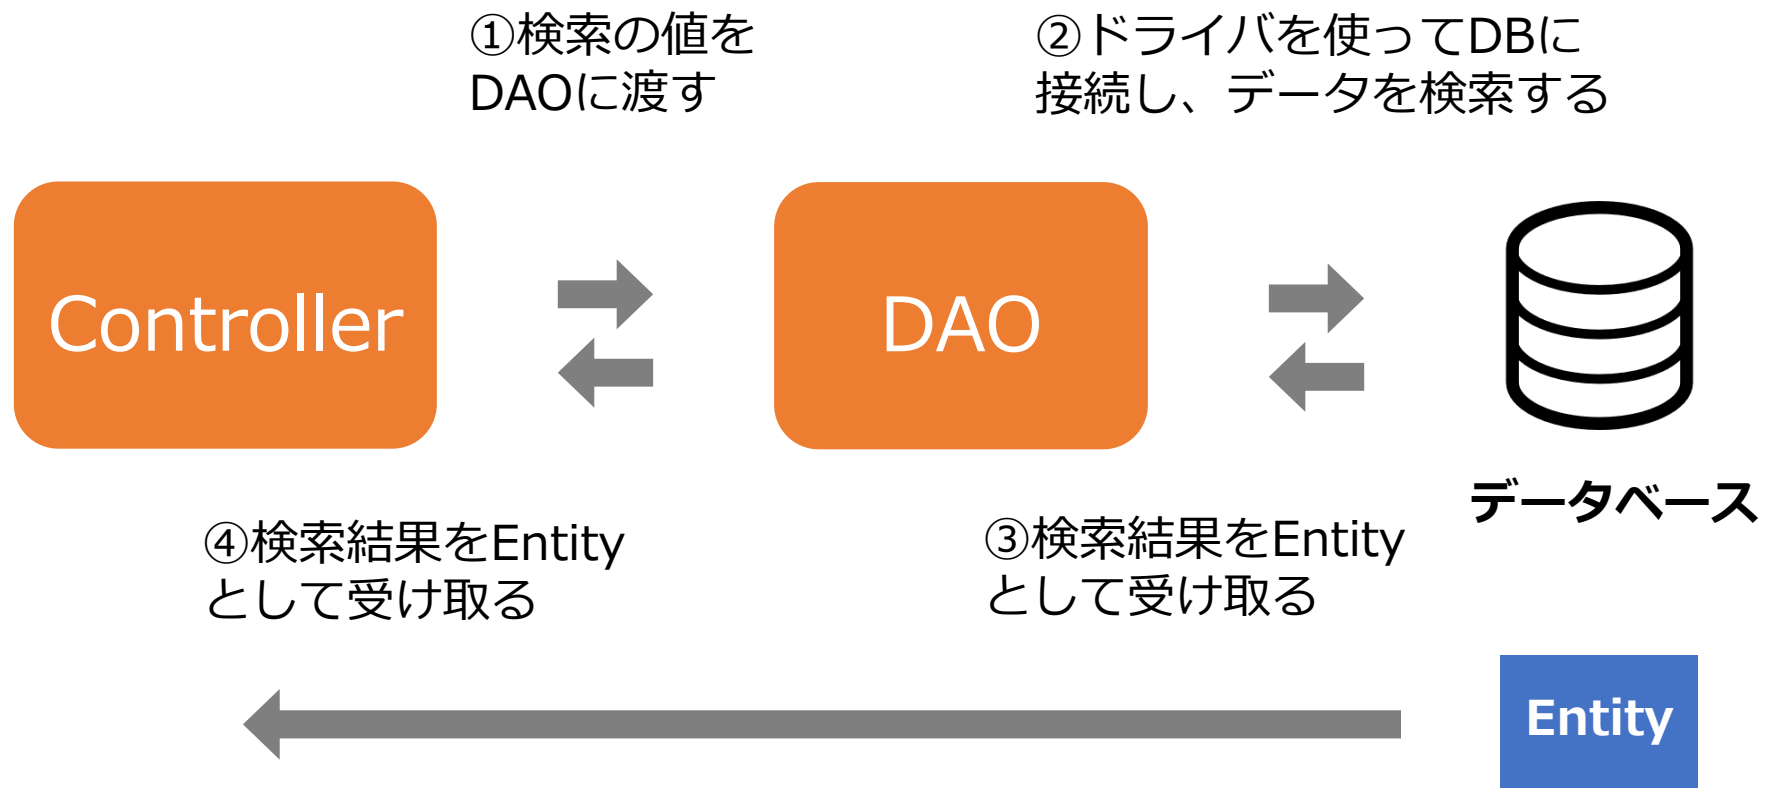 ①検索の値を
DAOに渡す
②ドライバを使ってDBに
接続し、データを検索する
Controller
DAO
データベース
④検索結果をEntity
として受け取る
③検索結果をEntity
として受け取る
Entity